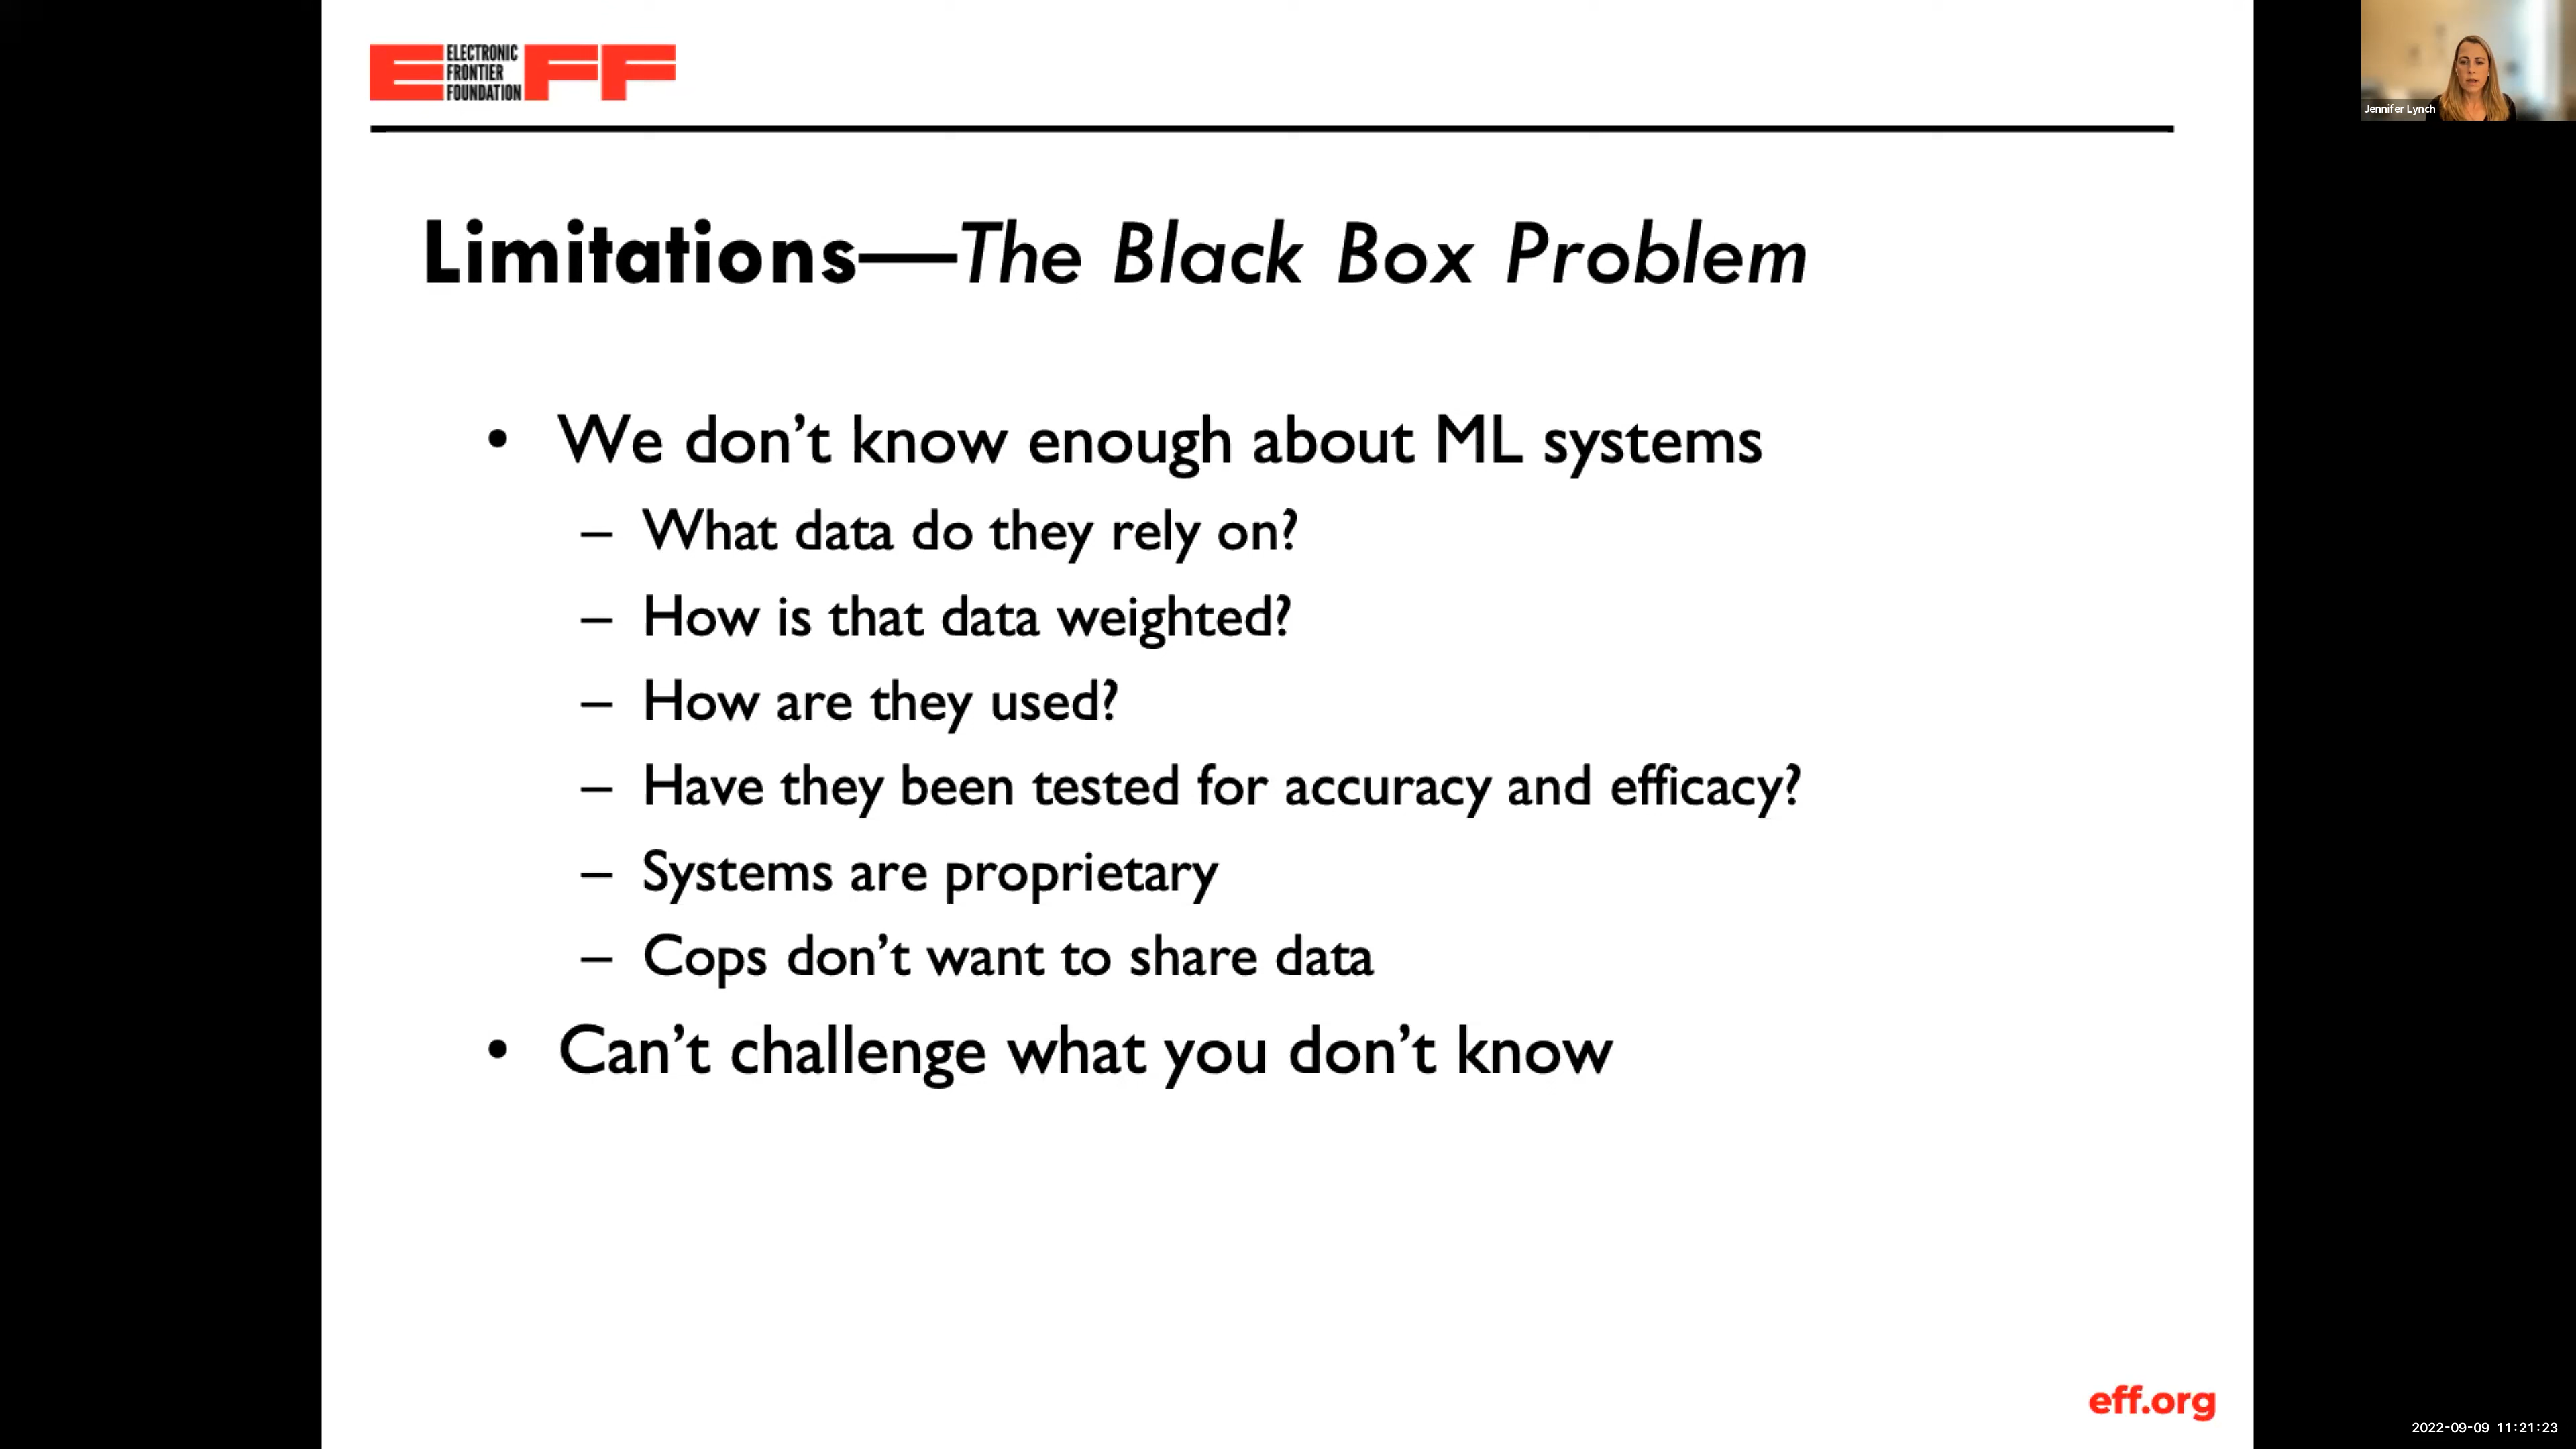 EFF
ELECTRONIC
FRONTIER
FOUNDATION
Jennifer Lynch
Limitations—The Black Box Problem
• We don’t know enough about ML systems
– What data do they rely on?
– How is that data weighted?
– How are they used?
– Have they been tested for accuracy and efficacy?
– Systems are proprietary
– Cops don’t want to share data
• Can’t challenge what you don’t know
eff.org
2022-09-09 11:21:23